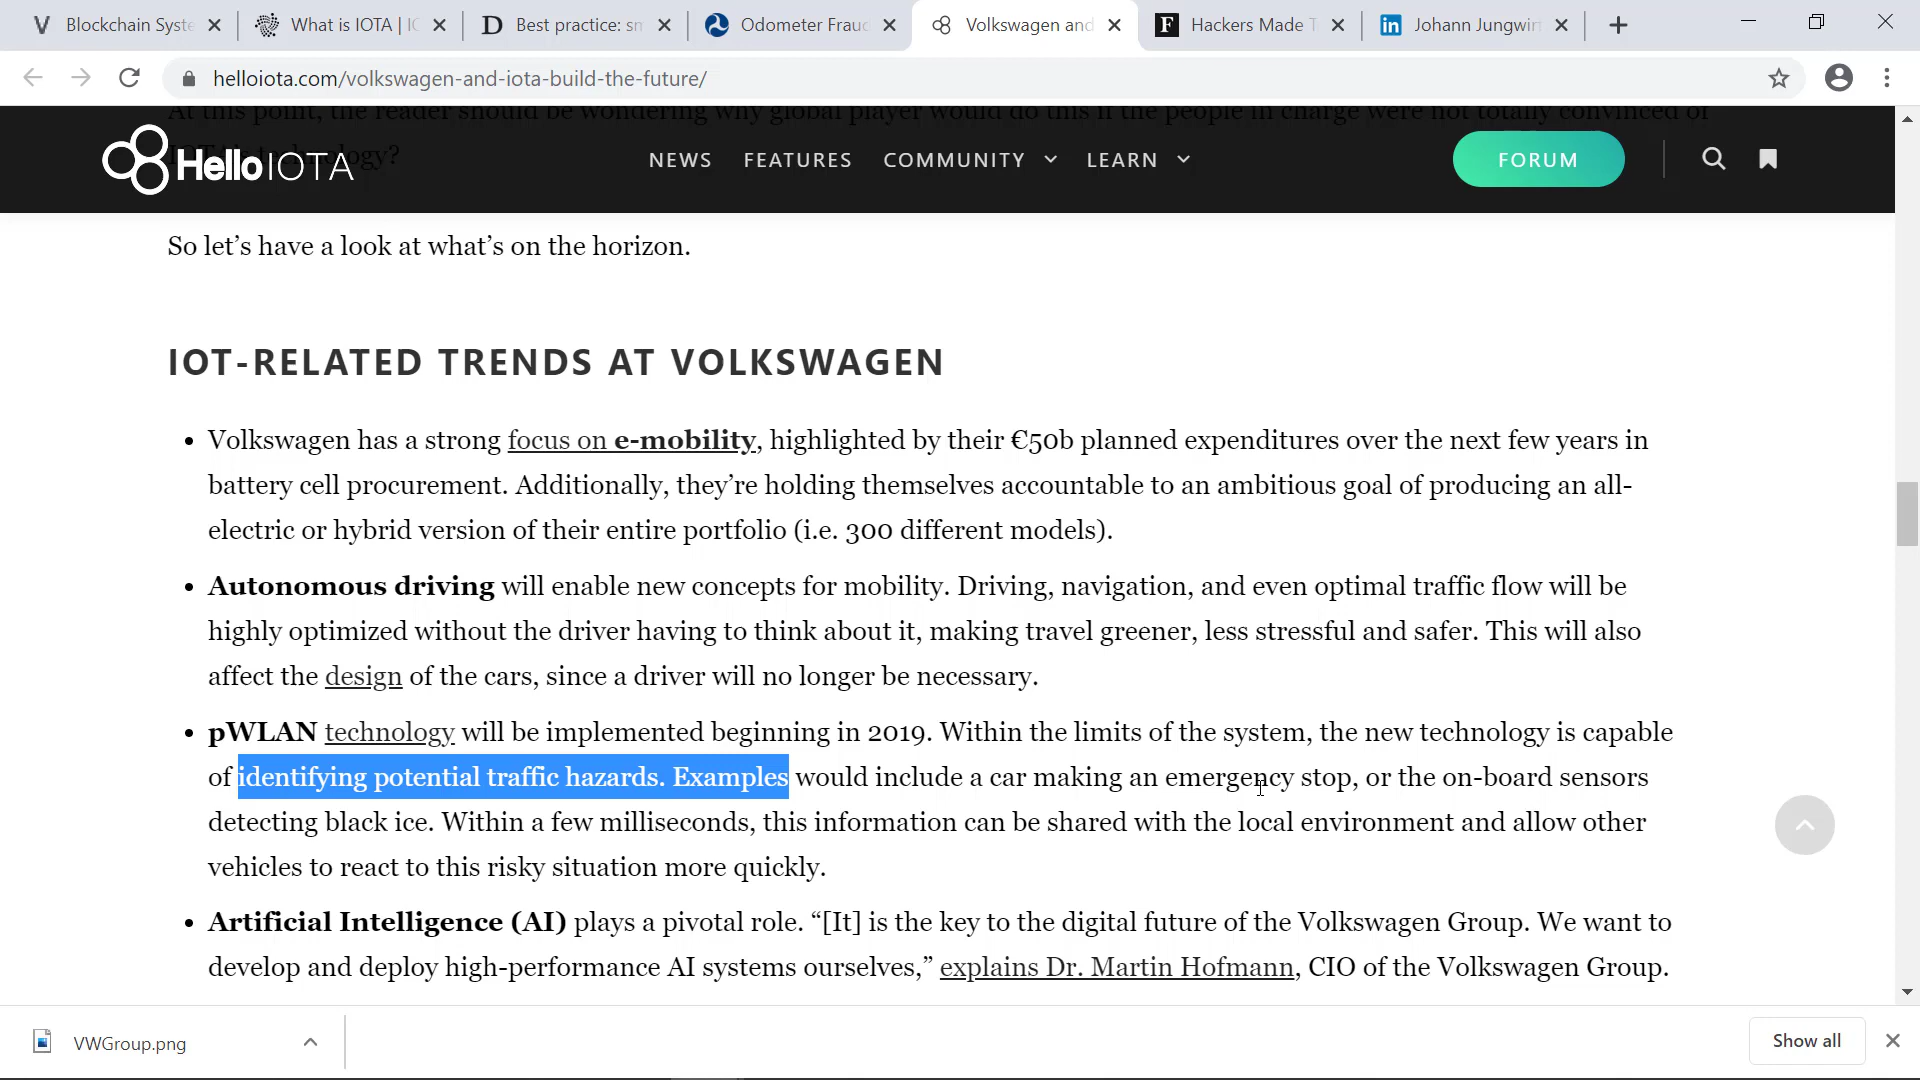 Blockchain Syste
What is IOTA | IO
Best practice: sm
Odometer Fraud
Volkswagen and
Hackers Made T
Johann Jungwirt
helloiota.com/volkswagen-and-iota-build-the-future/
At this point, the reader should be wondering why global player would do this if the people in charge were not totally convinced of
IOTA's technology?
HelloIOTA
NEWS FEATURES COMMUNITY LEARN
FORUM
So let’s have a look at what’s on the horizon.
IOT-RELATED TRENDS AT VOLKSWAGEN
• Volkswagen has a strong focus on e-mobility, highlighted by their €50b planned expenditures over the next few years in
battery cell procurement. Additionally, they’re holding themselves accountable to an ambitious goal of producing an all-
electric or hybrid version of their entire portfolio (i.e. 300 different models).
• Autonomous driving will enable new concepts for mobility. Driving, navigation, and even optimal traffic flow will be
highly optimized without the driver having to think about it, making travel greener, less stressful and safer. This will also
affect the design of the cars, since a driver will no longer be necessary.
• pWLAN technology will be implemented beginning in 2019. Within the limits of the system, the new technology is capable
of identifying potential traffic hazards. Examples would include a car making an emergency stop, or the on-board sensors
detecting black ice. Within a few milliseconds, this information can be shared with the local environment and allow other
vehicles to react to this risky situation more quickly.
• Artificial Intelligence (AI) plays a pivotal role. “[It] is the key to the digital future of the Volkswagen Group. We want to
develop and deploy high-performance AI systems ourselves,” explains Dr. Martin Hofmann, CIO of the Volkswagen Group.
VWGroup.png
Show all